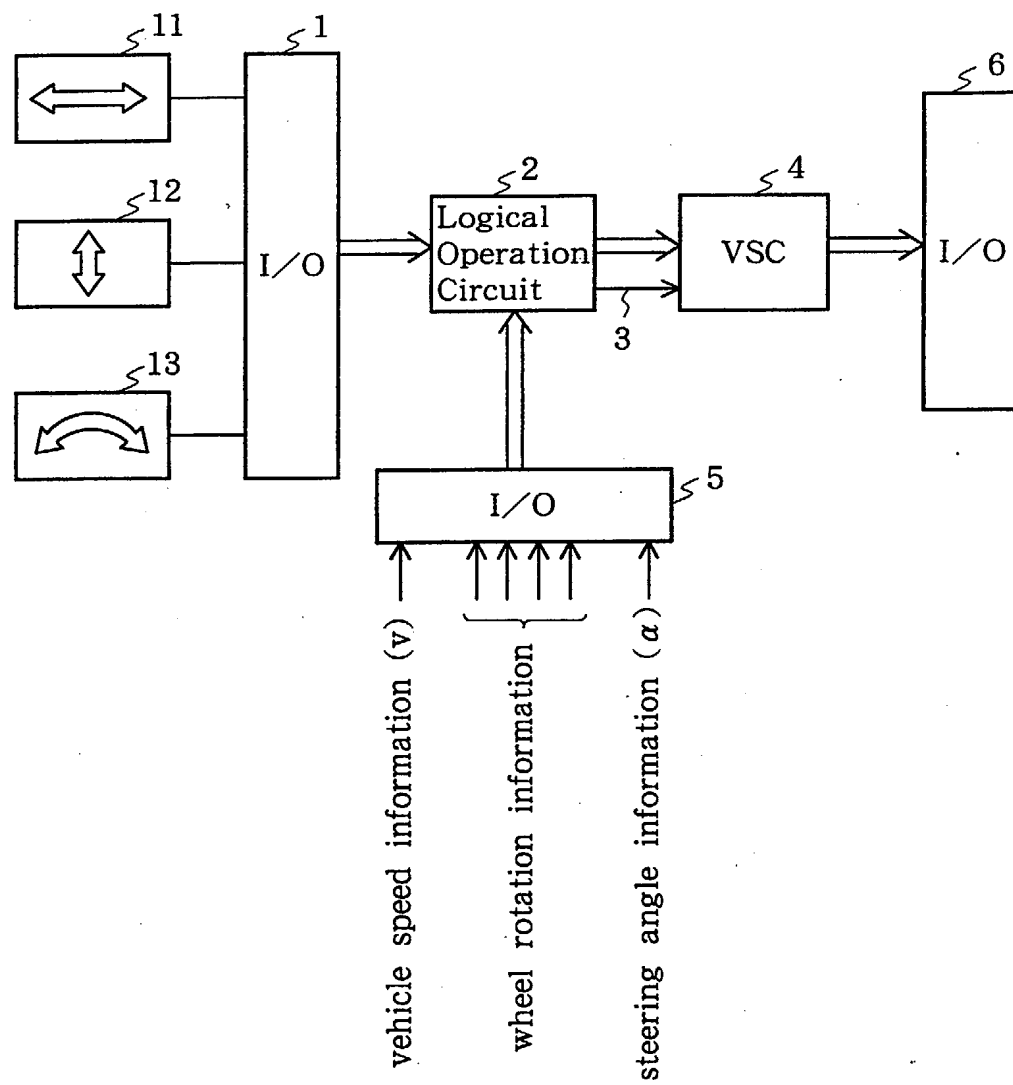 11
1
6
12
2
4
I/O
Logical
Operation
Circuit
VSC
I/O
3
13
5
I/O
vehicle speed information (v)
wheel rotation information
steering angle information (α)